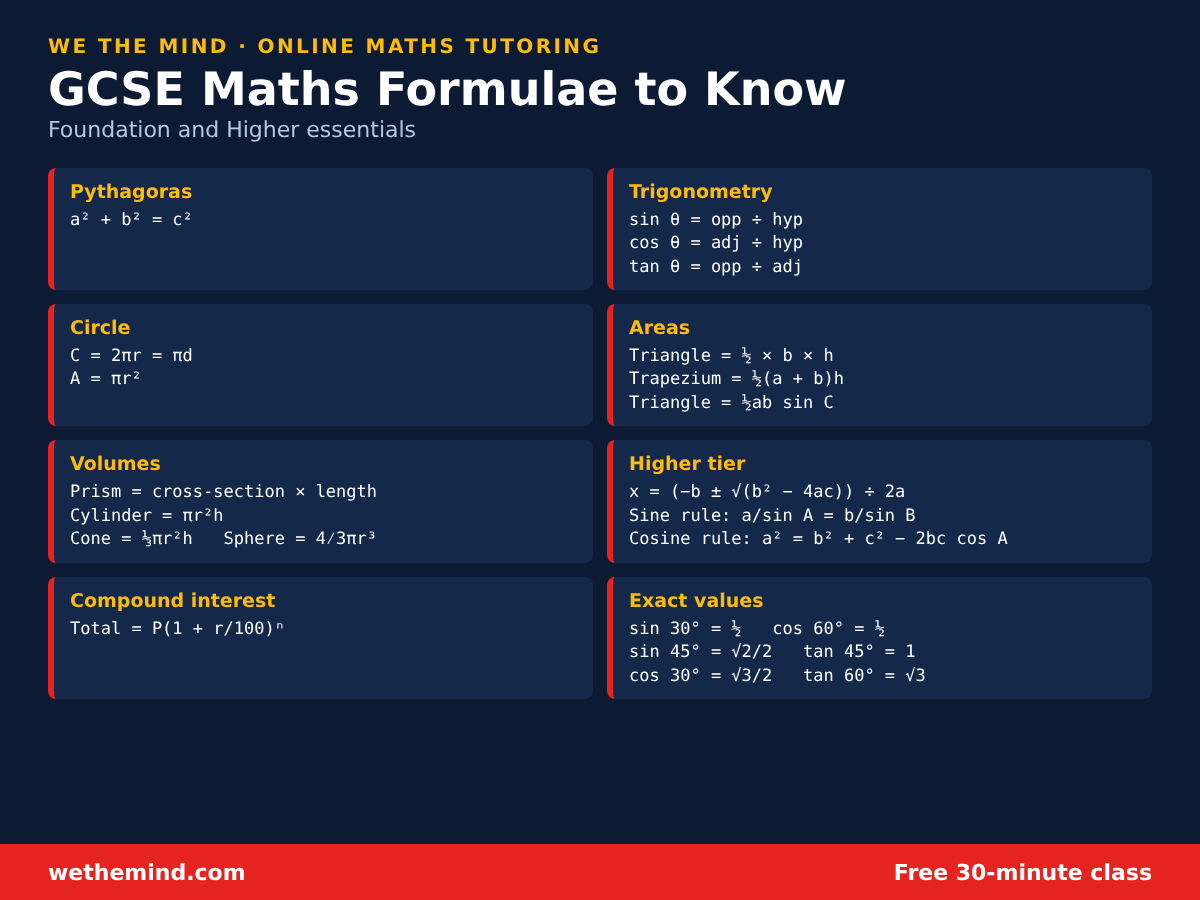 WE THE MIND · ONLINE MATHS TUTORING
GCSE Maths Formulae to Know
Foundation and Higher essentials
Pythagoras
a² + b² = c²
Trigonometry
sin θ = opp ÷ hyp
cos θ = adj ÷ hyp
tan θ = opp ÷ adj
Circle
C = 2πr = πd
A = πr²
Areas
Triangle = ½ × b × h
Trapezium = ½(a + b)h
Triangle = ½ab sin C
Volumes
Prism = cross-section × length
Cylinder = πr²h
Cone = ⅓πr²h   Sphere = 4⁄3πr³
Higher tier
x = (−b ± √(b² − 4ac)) ÷ 2a
Sine rule: a/sin A = b/sin B
Cosine rule: a² = b² + c² − 2bc cos A
Compound interest
Total = P(1 + r/100)ⁿ
Exact values
sin 30° = ½   cos 60° = ½
sin 45° = √2/2   tan 45° = 1
cos 30° = √3/2   tan 60° = √3
wethemind.com
Free 30-minute class